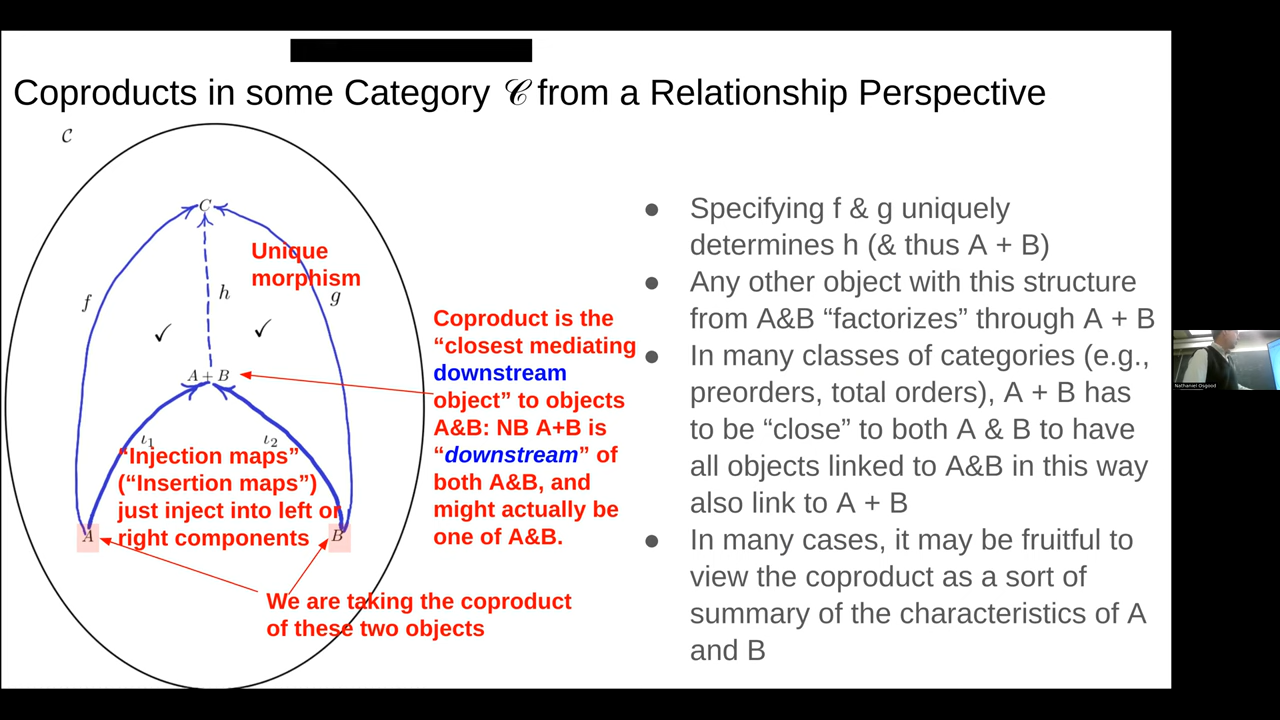 Coproducts in some Category 𝒞 from a Relationship Perspective
𝒞
C
Unique
morphism
f
h
g
✓ ✓
A + B
ι₁
ι₂
"Injection maps"
("Insertion maps")
just inject into left or
right components
A
B
We are taking the coproduct
of these two objects
Coproduct is the
"closest mediating
downstream
object" to objects
A&B: NB A+B is
"downstream" of
both A&B, and
might actually be
one of A&B.
● Specifying f & g uniquely
determines h (& thus A + B)
● Any other object with this structure
from A&B “factorizes” through A + B
● In many classes of categories (e.g.,
preorders, total orders), A + B has
to be “close” to both A & B to have
all objects linked to A&B in this way
also link to A + B
● In many cases, it may be fruitful to
view the coproduct as a sort of
summary of the characteristics of A
and B
Nathaniel Osgood